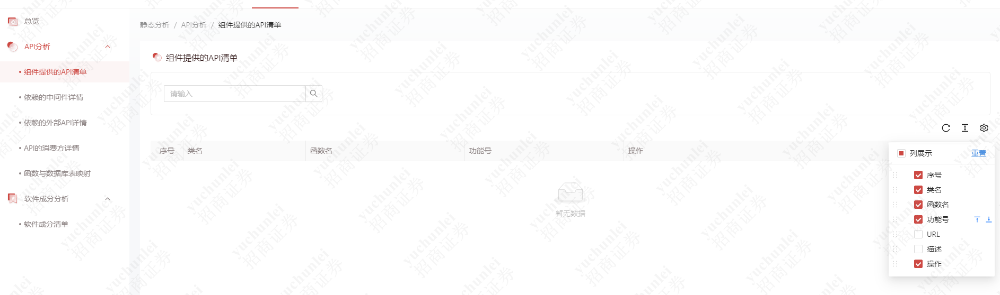 总览
API分析
组件提供的API清单
依赖的中间件详情
依赖的外部API详情
API的消费方详情
函数与数据库表映射
软件成分分析
软件成分清单
静态分析 / API分析 / 组件提供的API清单
组件提供的API清单
请输入
序号 类名 函数名 功能号 操作
暂无数据
列展示 重置
序号
类名
函数名
功能号
URL
描述
操作
yuchunlei
招商证券